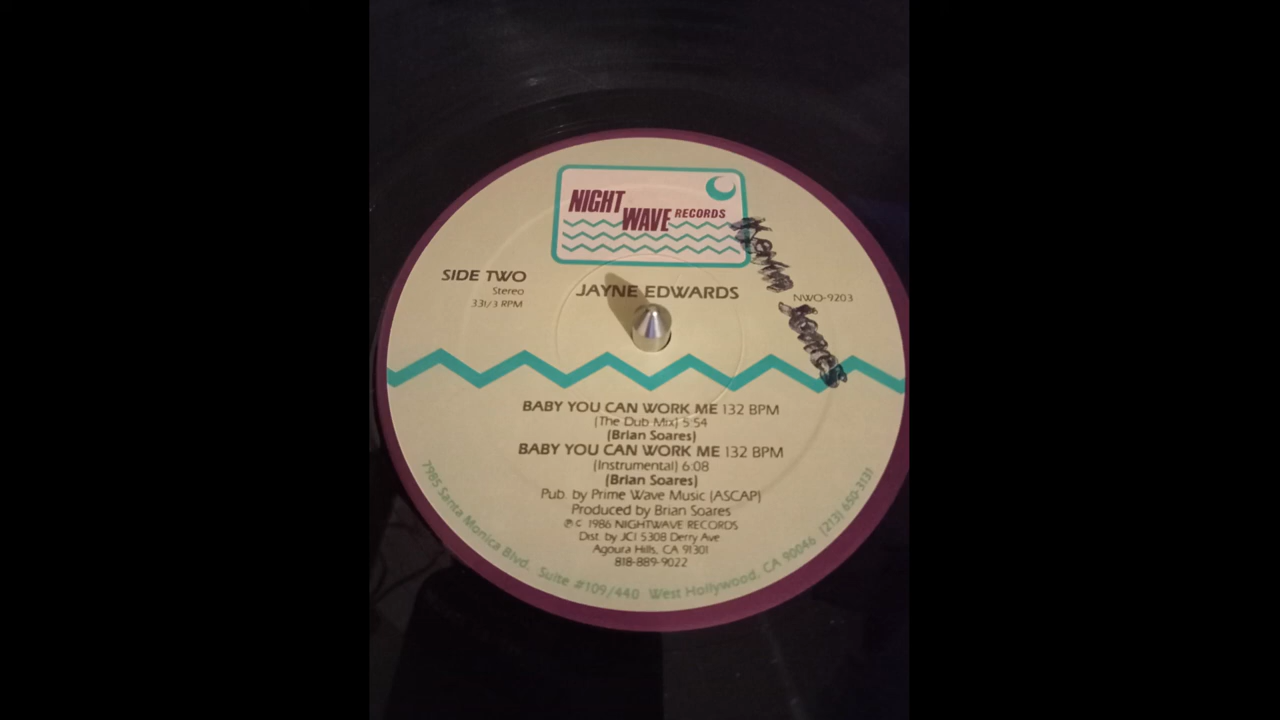 NIGHT
WAVE RECORDS
SIDE TWO
Stereo
33 1/3 RPM
JAYNE EDWARDS
NWO-9203
BABY YOU CAN WORK ME 132 BPM
(The Dub Mix) 5:54
(Brian Soares)
BABY YOU CAN WORK ME 132 BPM
(Instrumental) 6:08
(Brian Soares)
Pub. by Prime Wave Music (ASCAP)
Produced by Brian Soares
℗ © 1986 NIGHTWAVE RECORDS
Dist. by JCI 5308 Derry Ave
Agoura Hills, CA 91301
818-889-9022
7985 Santa Monica Blvd. Suite #109/440 West Hollywood, CA 90046 (213) 650-3131